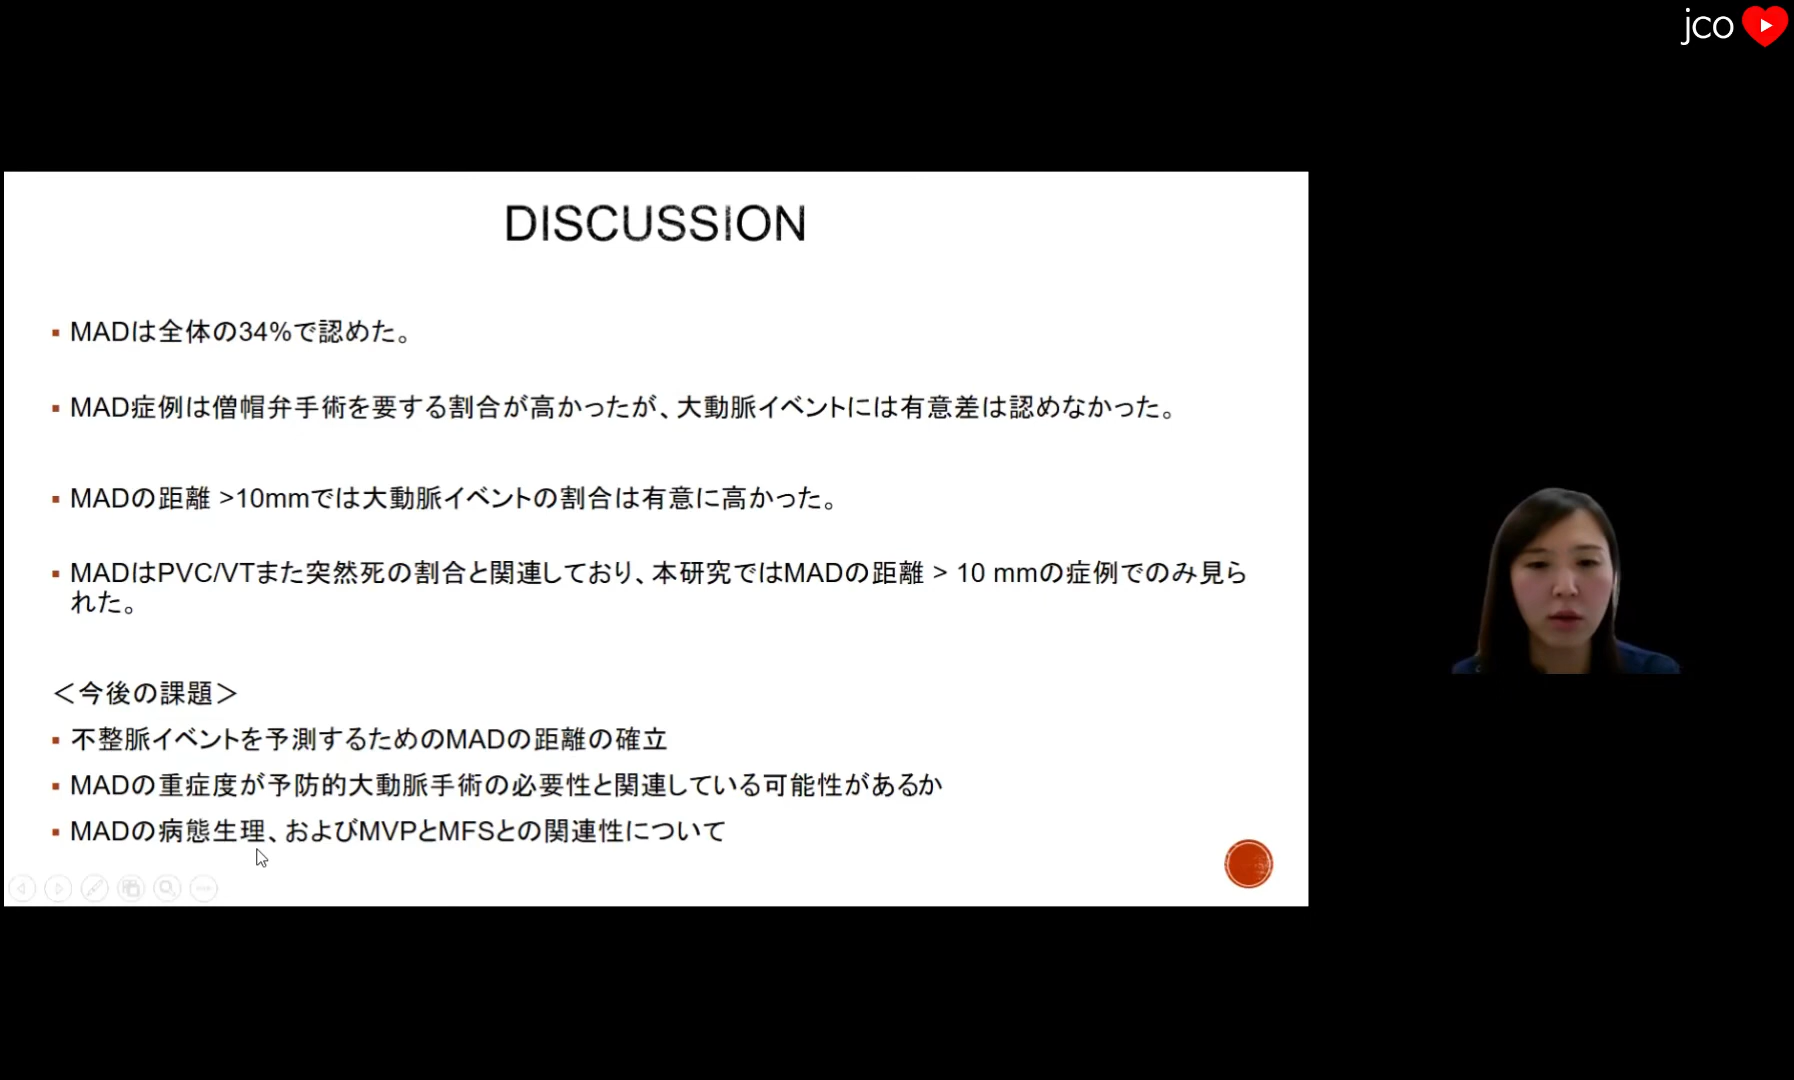 jco
DISCUSSION
▪ MADは全体の34%で認めた。
▪ MAD症例は僧帽弁手術を要する割合が高かったが、大動脈イベントには有意差は認めなかった。
▪ MADの距離 >10mmでは大動脈イベントの割合は有意に高かった。
▪ MADはPVC/VTまた突然死の割合と関連しており、本研究ではMADの距離 > 10 mmの症例でのみ見ら
れた。
＜今後の課題＞
▪ 不整脈イベントを予測するためのMADの距離の確立
▪ MADの重症度が予防的大動脈手術の必要性と関連している可能性があるか
▪ MADの病態生理、およびMVPとMFSとの関連性について